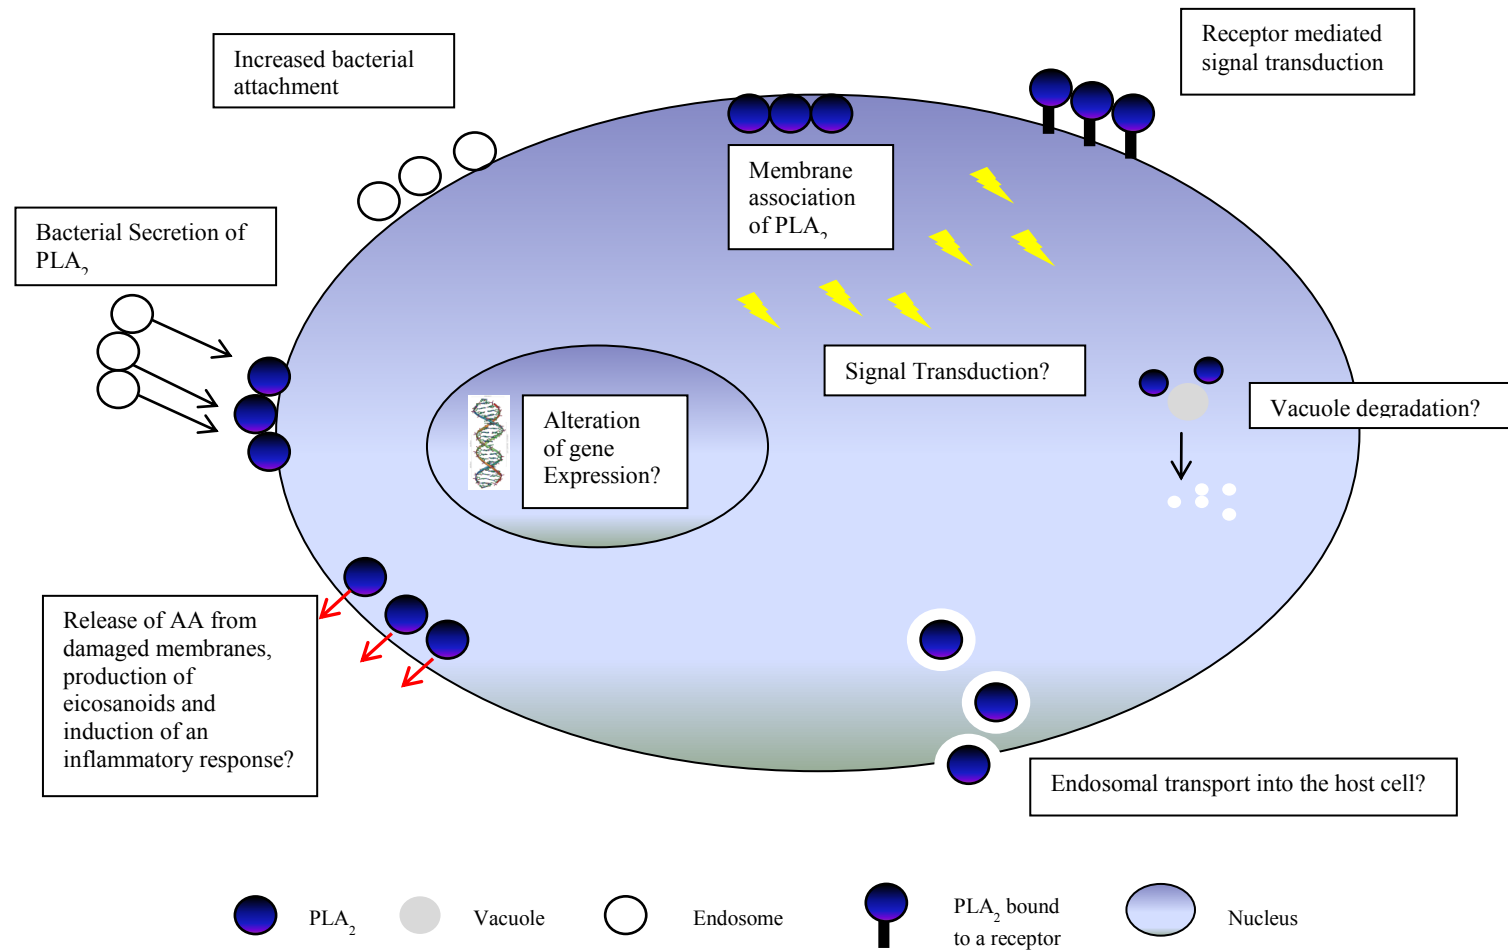 Increased bacterial
attachment
Receptor mediated
signal transduction
Bacterial Secretion of
PLA₂
Membrane
association
of PLA₂
Signal Transduction?
Vacuole degradation?
Alteration
of gene
Expression?
Release of AA from
damaged membranes,
production of
eicosanoids and
induction of an
inflammatory response?
Endosomal transport into the host cell?
PLA₂
Vacuole
Endosome
PLA₂ bound
to a receptor
Nucleus